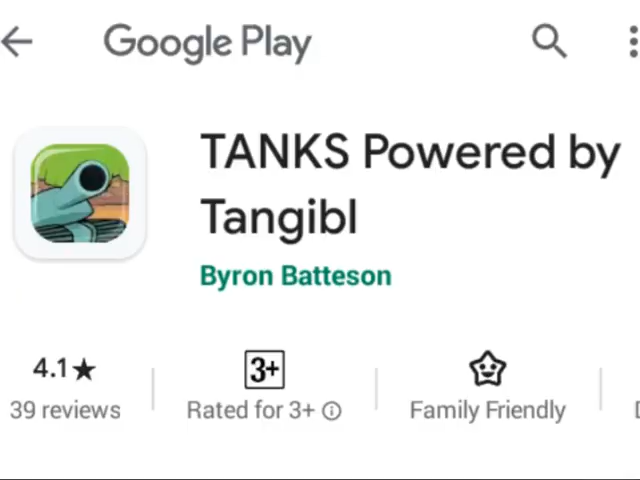 Google Play
TANKS Powered by
Tangibl
Byron Batteson
4.1★
39 reviews
3+
Rated for 3+
Family Friendly